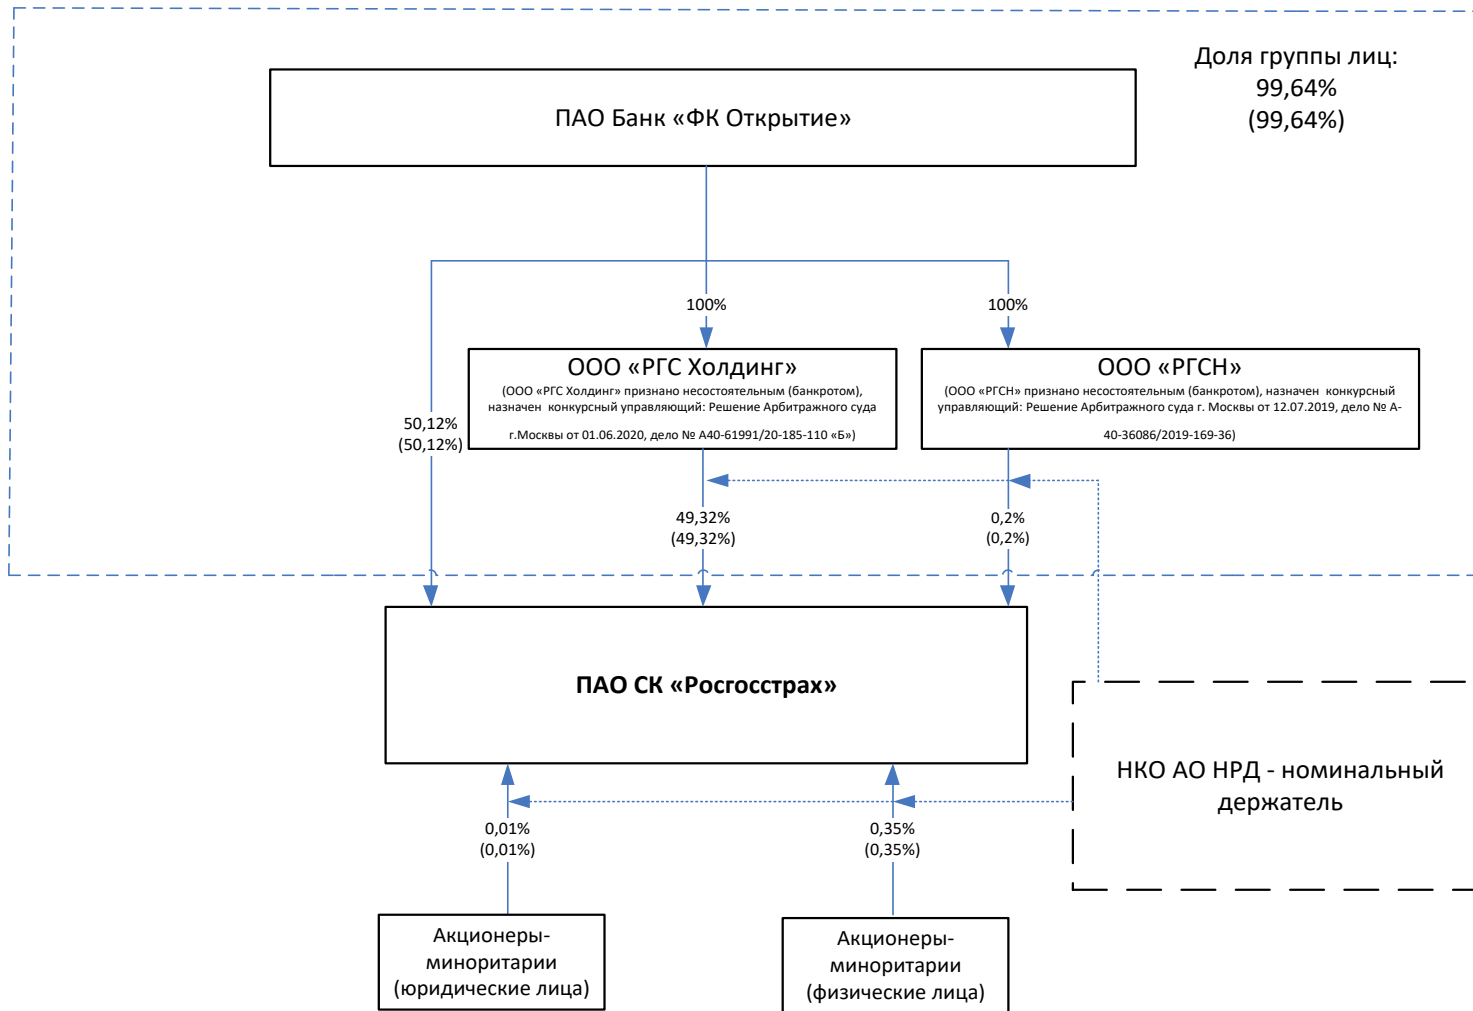 Доля группы лиц:
99,64%
(99,64%)
ПАО Банк «ФК Открытие»
100%
100%
ООО «РГС Холдинг»
(ООО «РГС Холдинг» признано несостоятельным (банкротом),
назначен конкурсный управляющий: Решение Арбитражного суда
г.Москвы от 01.06.2020, дело № А40-61991/20-185-110 «Б»)
ООО «РГСН»
(ООО «РГСН» признано несостоятельным (банкротом), назначен конкурсный
управляющий: Решение Арбитражного суда г. Москвы от 12.07.2019, дело № А-
40-36086/2019-169-36)
50,12%
(50,12%)
49,32%
(49,32%)
0,2%
(0,2%)
ПАО СК «Росгосстрах»
НКО АО НРД - номинальный
держатель
0,01%
(0,01%)
0,35%
(0,35%)
Акционеры-
миноритарии
(юридические лица)
Акционеры-
миноритарии
(физические лица)